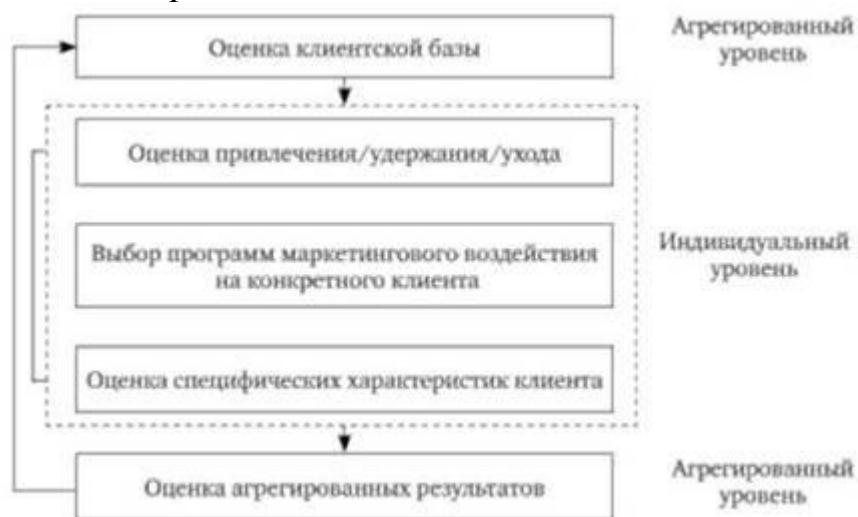 Оценка клиентской базы
Агрегированный
уровень
Оценка привлечения/удержания/ухода
Выбор программ маркетингового воздействия
на конкретного клиента
Индивидуальный
уровень
Оценка специфических характеристик клиента
Оценка агрегированных результатов
Агрегированный
уровень